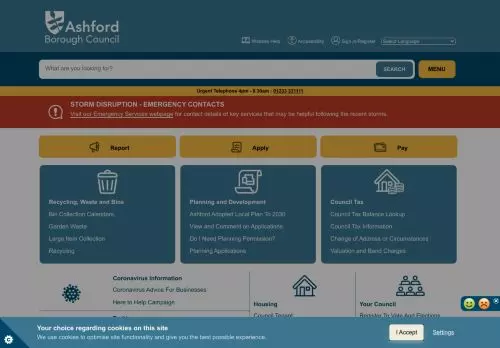 Ashford
Borough Council
Website Help Accessibility Sign in/Register Select Language
What are you looking for?
SEARCH
MENU
Urgent Telephone 4pm - 8.30am : 01233 331111
STORM DISRUPTION - EMERGENCY CONTACTS
Visit our Emergency Services webpage for contact details of key services that may be helpful following the recent storms.
Report
Apply
Pay
Recycling, Waste and Bins
Bin Collection Calendars
Garden Waste
Large Item Collection
Recycling
Planning and Development
Ashford Adopted Local Plan To 2030
View and Comment on Applications
Do I Need Planning Permission?
Planning Applications
Council Tax
Council Tax Balance Lookup
Council Tax Information
Change of Address or Circumstances
Valuation and Band Charges
Coronavirus Information
Coronavirus Advice For Businesses
Here to Help Campaign
Housing
Council Tenant
Your Council
Register To Vote And Elections
Your choice regarding cookies on this site
We use cookies to optimise site functionality and give you the best possible experience.
I Accept
Settings